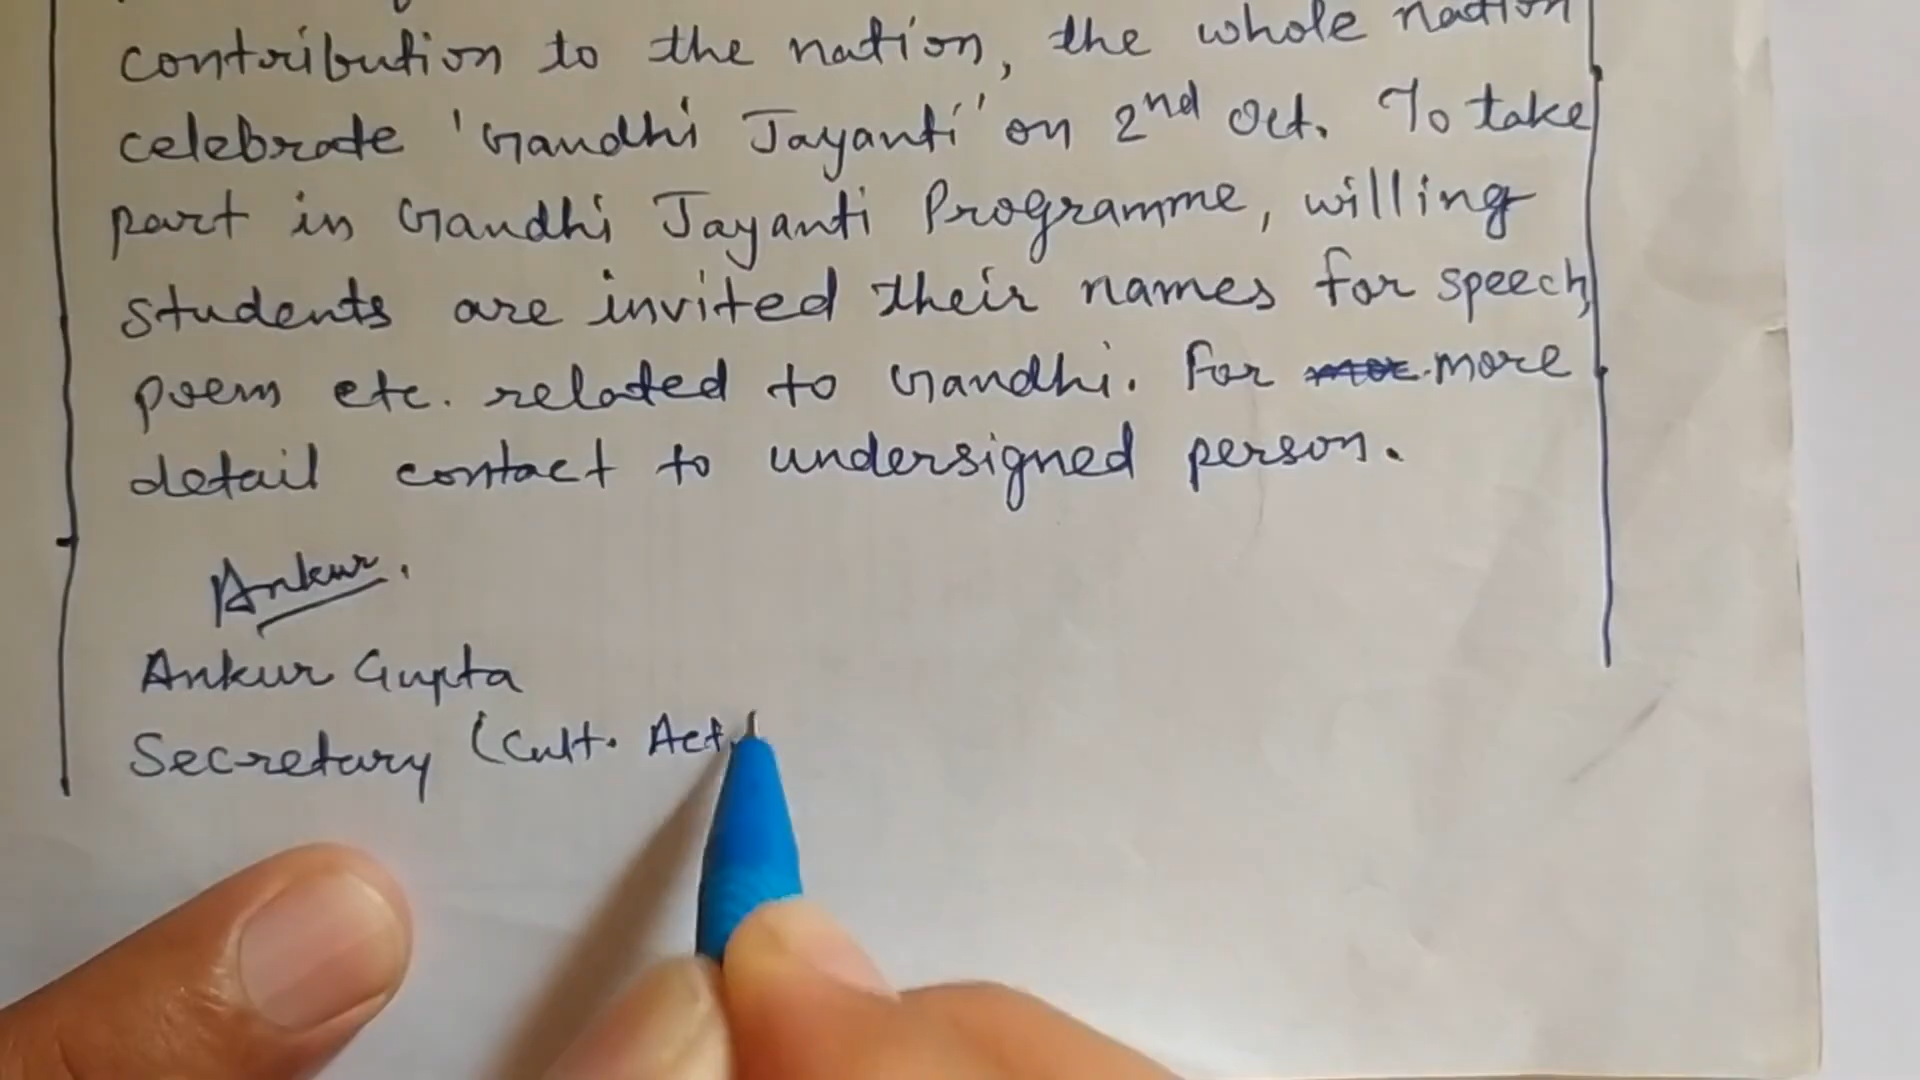 contribution to the nation, the whole nation
celebrate 'Gandhi Jayanti' on 2nd Oct. To take
part in Gandhi Jayanti Programme, willing
students are invited their names for speech,
poem etc. related to Gandhi. For more
detail contact to undersigned person.
Ankur.
Ankur Gupta
Secretary (Cult. Act.